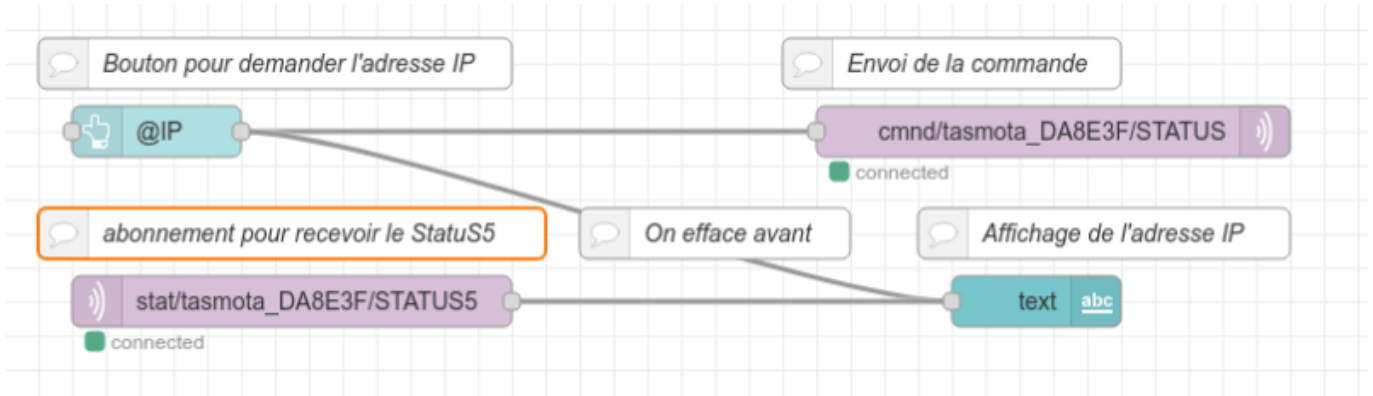 Bouton pour demander l'adresse IP
Envoi de la commande
@IP
cmnd/tasmota_DA8E3F/STATUS
connected
abonnement pour recevoir le StatuS5
On efface avant
Affichage de l'adresse IP
stat/tasmota_DA8E3F/STATUS5
text
abc
connected